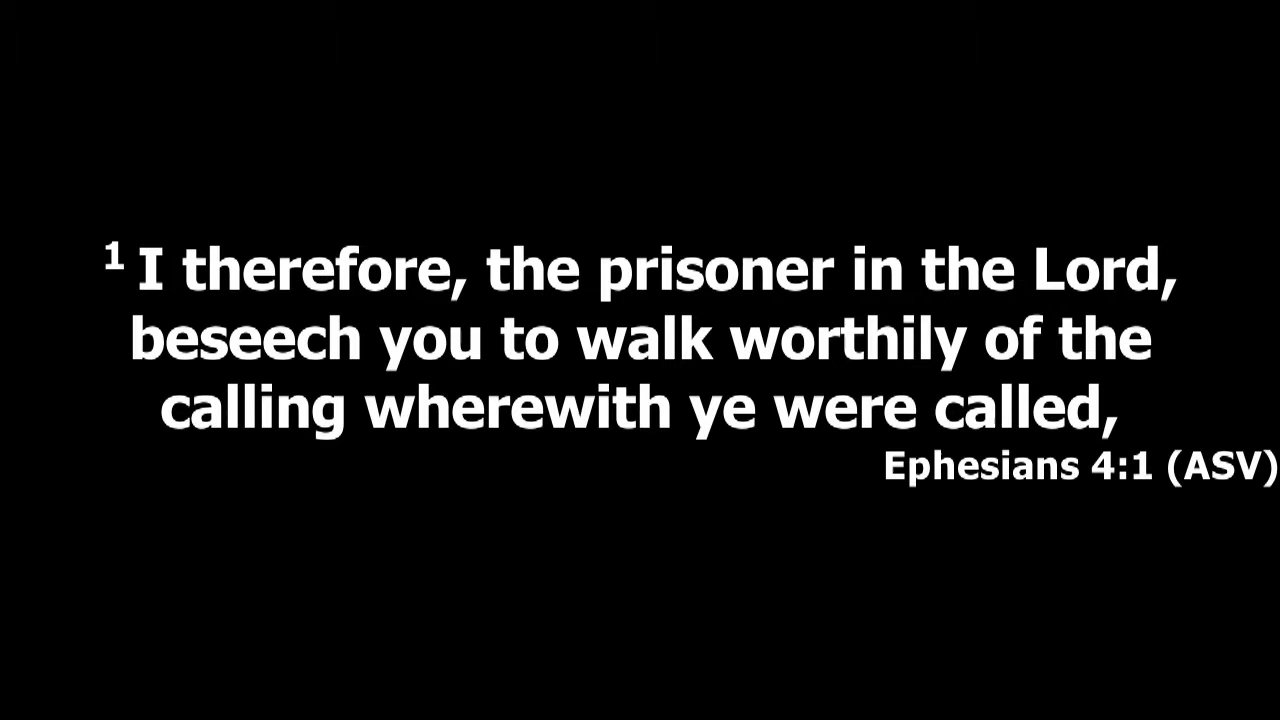 1 I therefore, the prisoner in the Lord,
beseech you to walk worthily of the
calling wherewith ye were called,
Ephesians 4:1 (ASV)